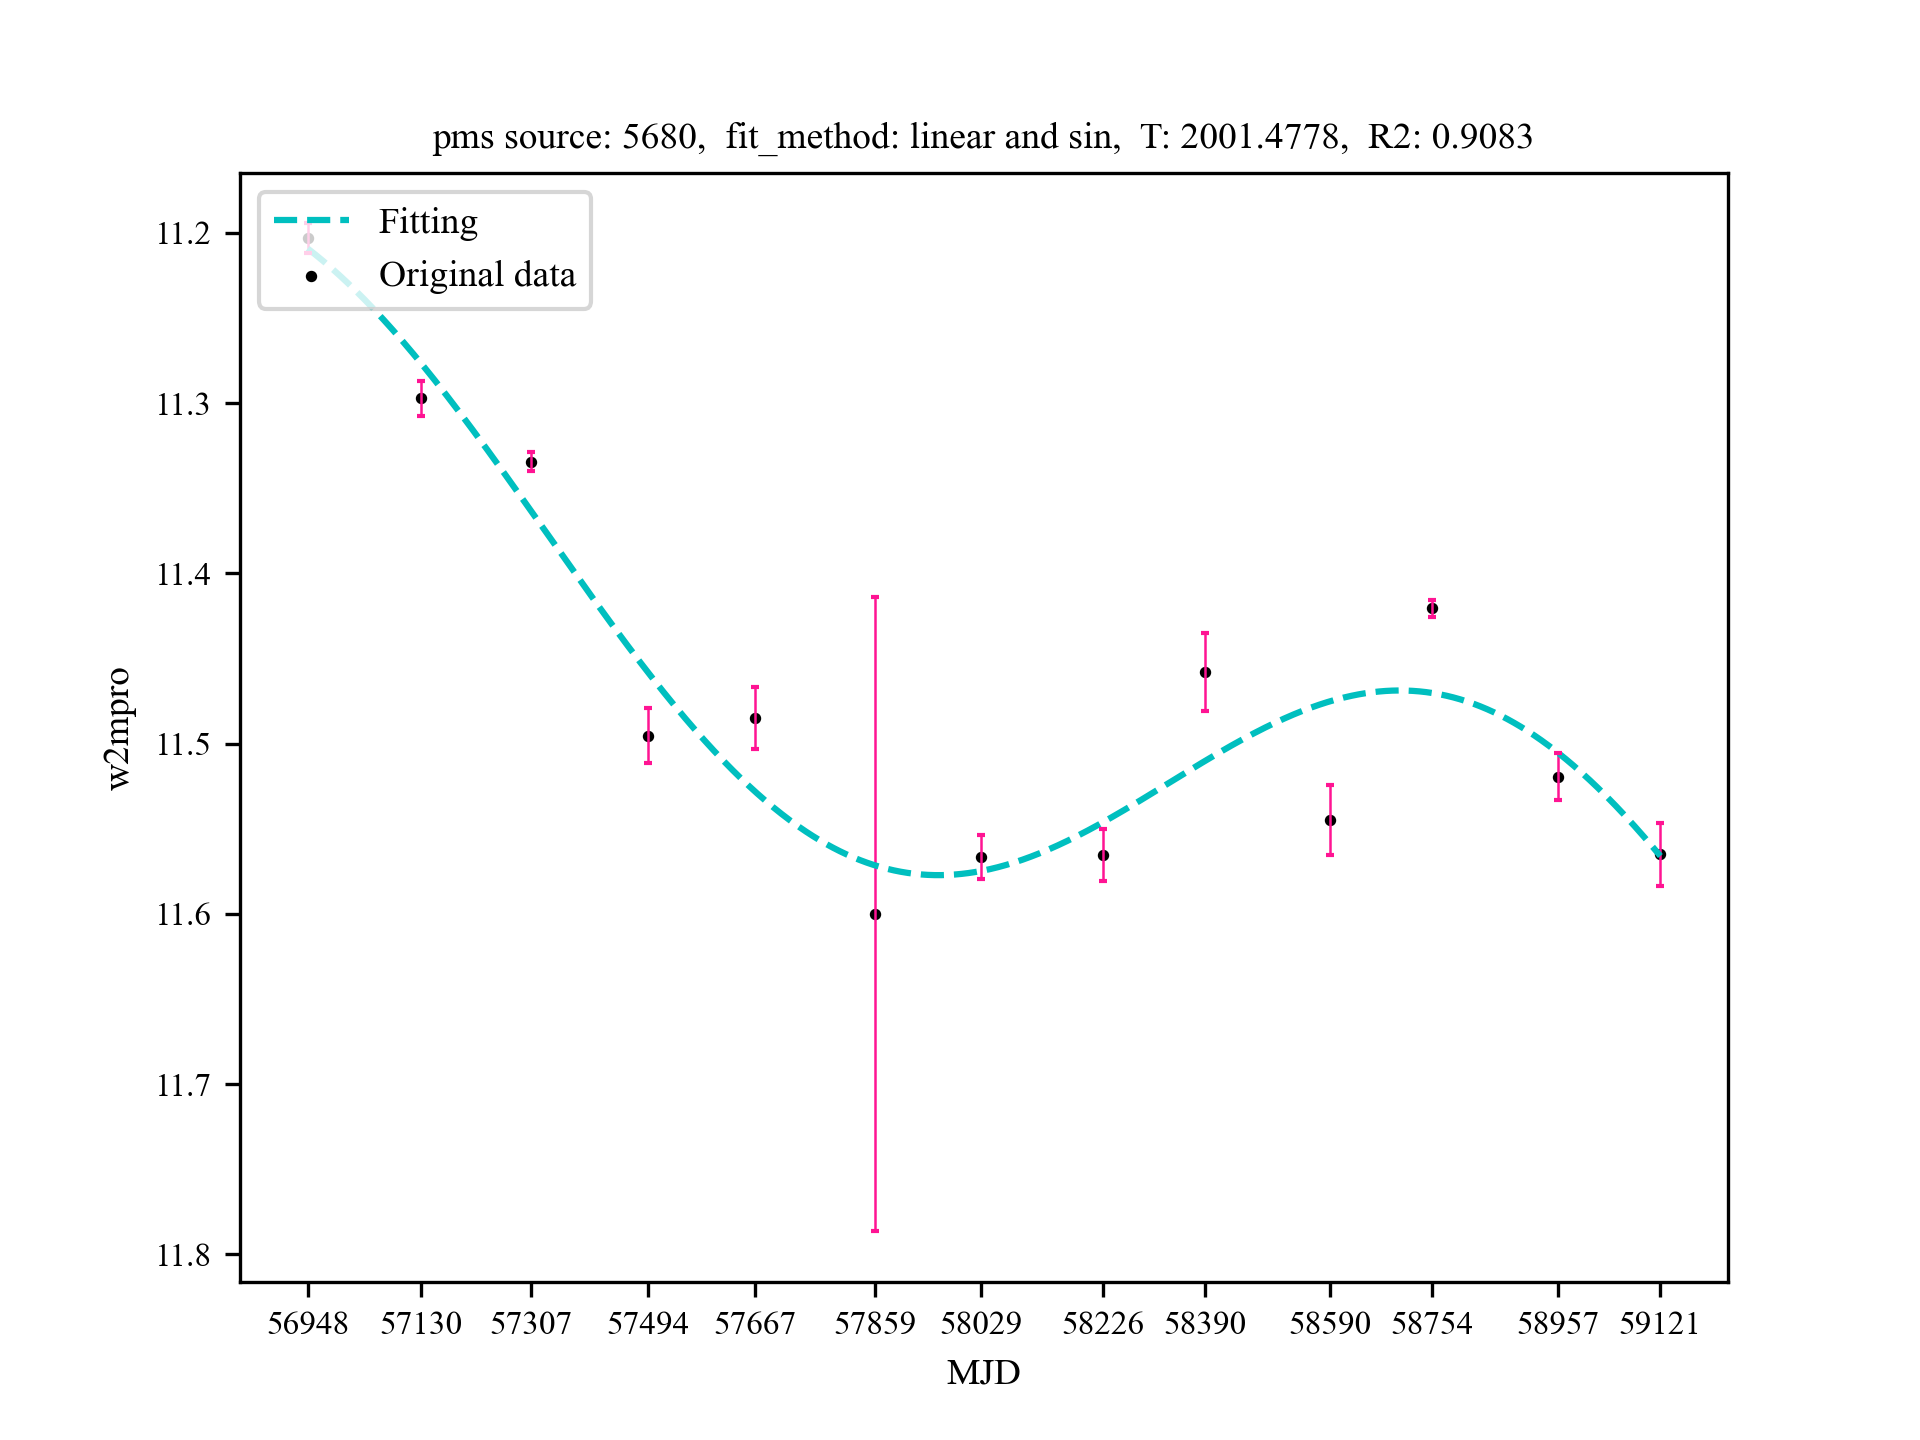 pms source: 5680,  fit_method: linear and sin,  T: 2001.4778,  R2: 0.9083
Fitting
Original data
11.2
11.3
11.4
11.5
11.6
11.7
11.8
w2mpro
56948 57130 57307 57494 57667 57859 58029 58226 58390 58590 58754 58957 59121
MJD